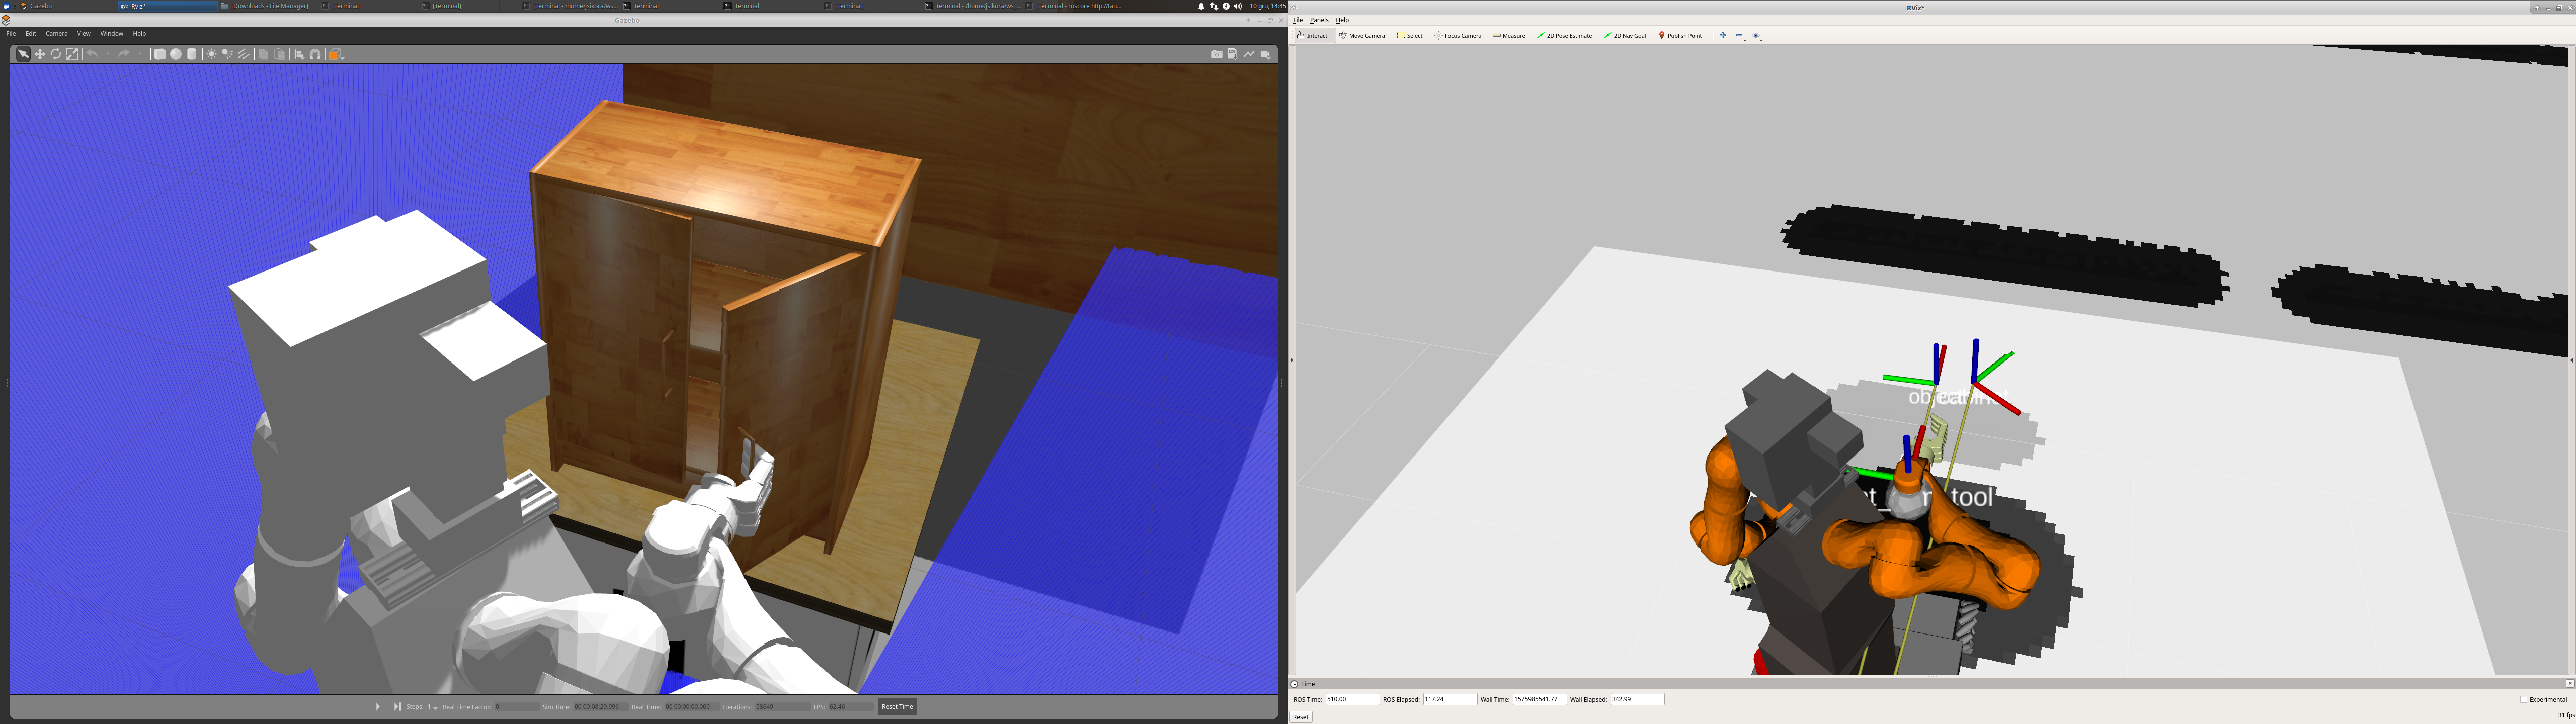 Gazebo
RViz*
[Downloads - File Manager]
[Terminal]
[Terminal]
[Terminal - /home/jsikora/ws...
Terminal
Terminal
[Terminal]
Terminal - /home/jsikora/ws_...
[Terminal - roscore http://tau...
10 gru, 14:45
Gazebo
File Edit Camera View Window Help
Steps: 1 Real Time Factor: 0 Sim Time: 00 00:08:29.996 Real Time: 00 00:00:00.000 Iterations: 58649 FPS: 62.46 Reset Time
RViz*
File Panels Help
Interact Move Camera Select Focus Camera Measure 2D Pose Estimate 2D Nav Goal Publish Point
tool
Time
ROS Time: 510.00 ROS Elapsed: 117.24 Wall Time: 1575985541.77 Wall Elapsed: 342.99 Experimental
Reset 31 fps